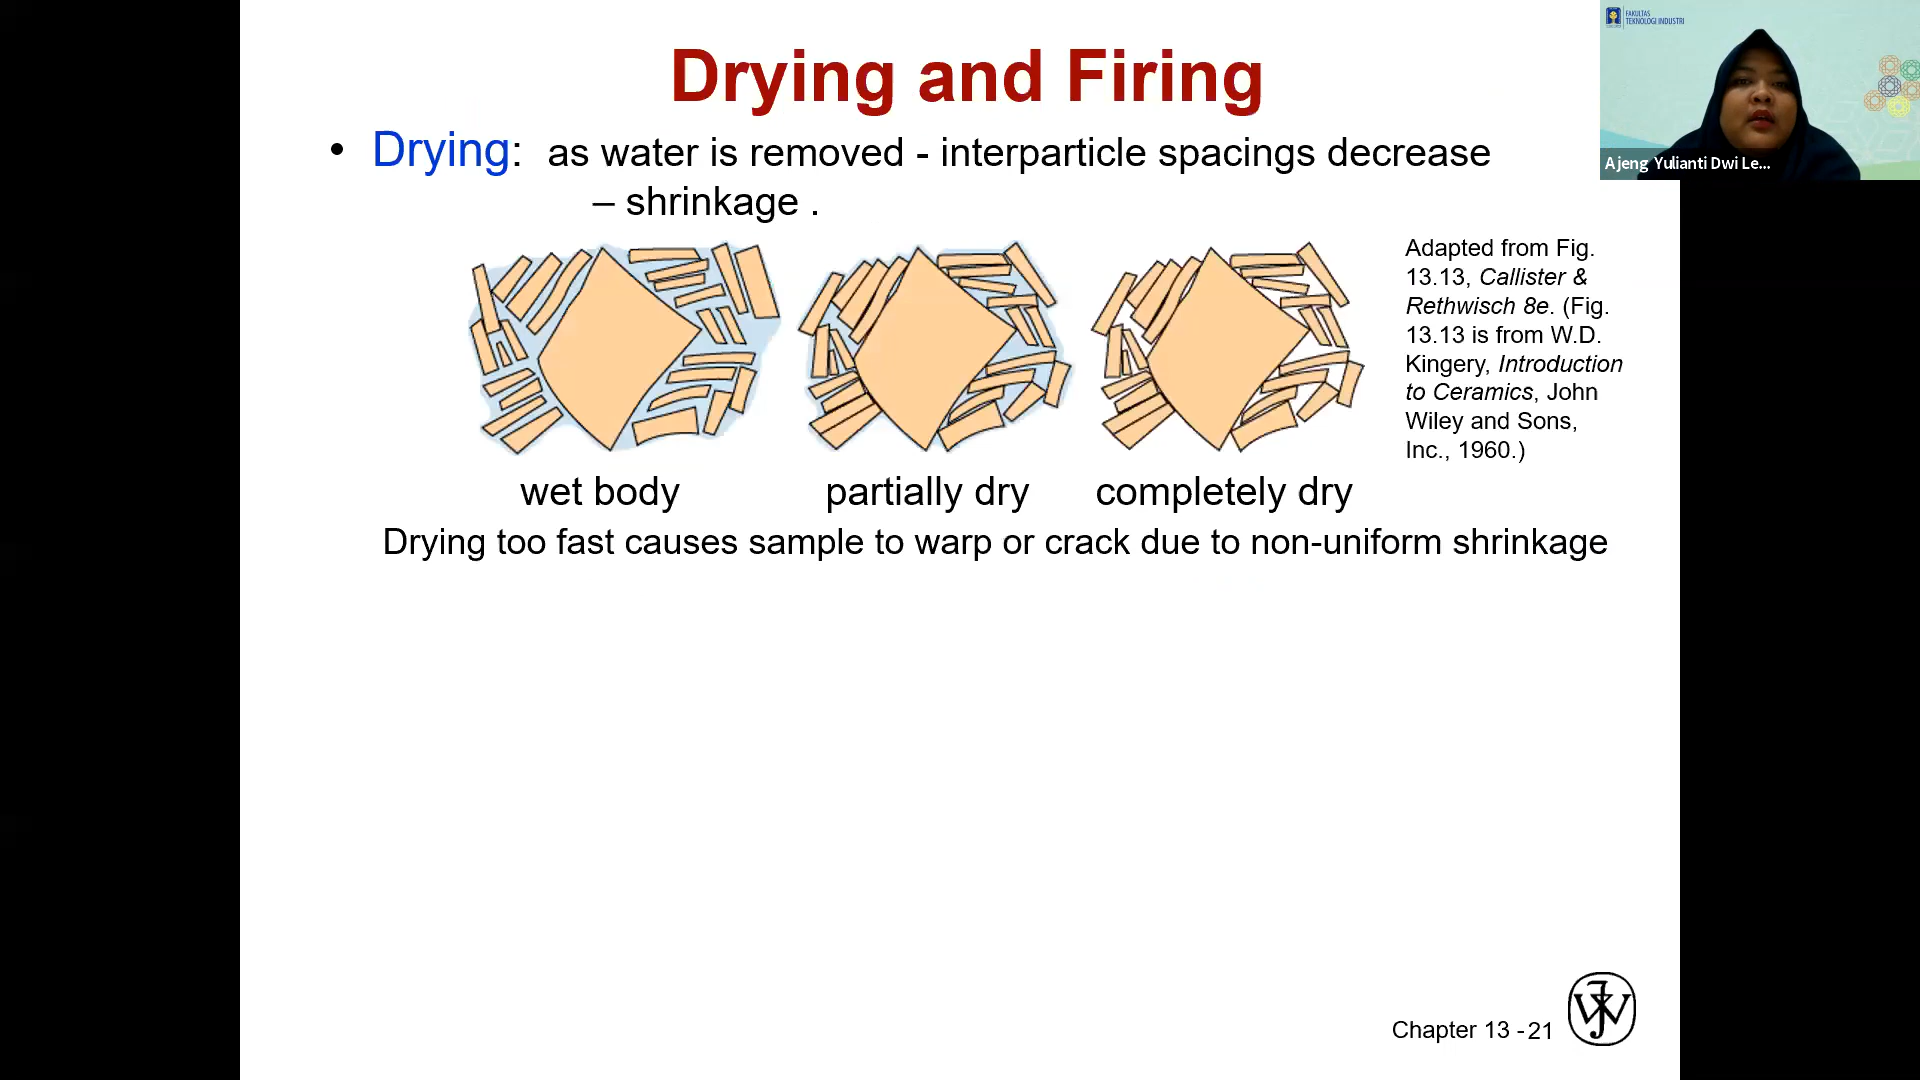 Drying and Firing
• Drying: as water is removed - interparticle spacings decrease
– shrinkage .
Adapted from Fig.
13.13, Callister &
Rethwisch 8e. (Fig.
13.13 is from W.D.
Kingery, Introduction
to Ceramics, John
Wiley and Sons,
Inc., 1960.)
wet body
partially dry
completely dry
Drying too fast causes sample to warp or crack due to non-uniform shrinkage
Chapter 13 - 21
FAKULTAS
TEKNOLOGI INDUSTRI
Ajeng Yulianti Dwi Le...